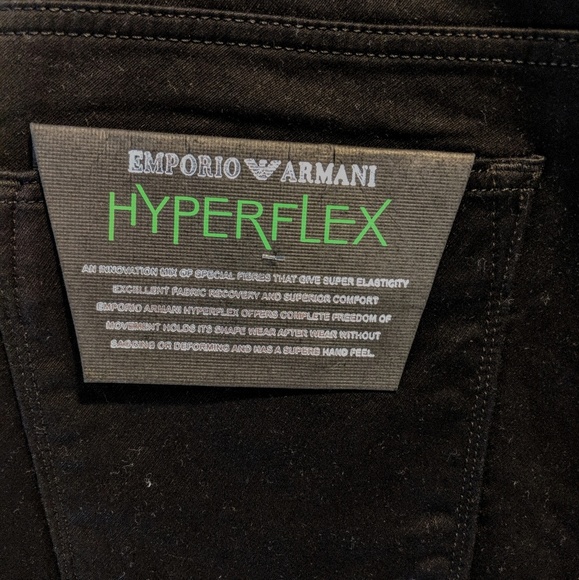 EMPORIO ARMANI
HYPERFLEX
AN INNOVATION MIX OF SPECIAL FIBRES THAT GIVE SUPER ELASTICITY
EXCELLENT FABRIC RECOVERY AND SUPERIOR COMFORT
EMPORIO ARMANI HYPERFLEX OFFERS COMPLETE FREEDOM OF
MOVEMENT HOLDS ITS SHAPE WEAR AFTER WEAR WITHOUT
SAGGING OR DEFORMING AND HAS A SUPERB HAND FEEL.